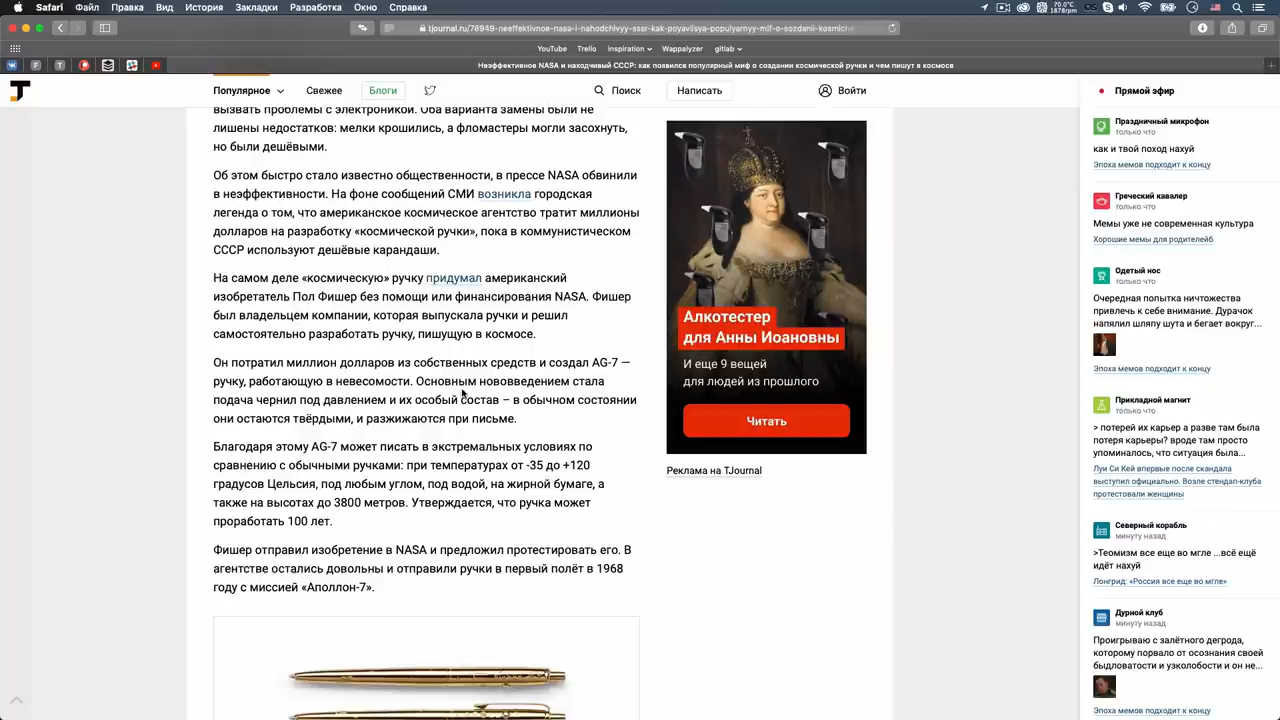 Safari Файл Правка Вид История Закладки Разработка Окно Справка
tjournal.ru/78949-neeffektivnoe-nasa-i-nahodchivyy-sssr-kak-poyavilsya-populyarnyy-mif-o-sozdanii-kosmiche
YouTube Trello inspiration Wappalyzer gitlab
Неэффективное NASA и находчивый СССР: как появился популярный миф о создании космической ручки и чем пишут в космосе
Популярное Свежее Блоги Поиск Написать Войти
вызвать проблемы с электроникой. Оба варианта замены были не
лишены недостатков: мелки крошились, а фломастеры могли засохнуть,
но были дешёвыми.
Об этом быстро стало известно общественности, в прессе NASA обвинили
в неэффективности. На фоне сообщений СМИ возникла городская
легенда о том, что американское космическое агентство тратит миллионы
долларов на разработку «космической ручки», пока в коммунистическом
СССР используют дешёвые карандаши.
На самом деле «космическую» ручку придумал американский
изобретатель Пол Фишер без помощи или финансирования NASA. Фишер
был владельцем компании, которая выпускала ручки и решил
самостоятельно разработать ручку, пишущую в космосе.
Он потратил миллион долларов из собственных средств и создал AG-7 —
ручку, работающую в невесомости. Основным нововведением стала
подача чернил под давлением и их особый состав – в обычном состоянии
они остаются твёрдыми, и разжижаются при письме.
Благодаря этому AG-7 может писать в экстремальных условиях по
сравнению с обычными ручками: при температурах от -35 до +120
градусов Цельсия, под любым углом, под водой, на жирной бумаге, а
также на высотах до 3800 метров. Утверждается, что ручка может
проработать 100 лет.
Фишер отправил изобретение в NASA и предложил протестировать его. В
агентстве остались довольны и отправили ручки в первый полёт в 1968
году с миссией «Аполлон-7».
Алкотестер
для Анны Иоановны
И еще 9 вещей
для людей из прошлого
Читать
Реклама на TJournal
Прямой эфир
Праздничный микрофон
только что
как и твой поход нахуй
Эпоха мемов подходит к концу
Греческий кавалер
только что
Мемы уже не современная культура
Хорошие мемы для родителейб
Одетый нос
только что
Очередная попытка ничтожества
привлечь к себе внимание. Дурачок
напялил шляпу шута и бегает вокруг...
Эпоха мемов подходит к концу
Прикладной магнит
только что
> потерей их карьер а разве там была
потеря карьеры? вроде там просто
упоминалось, что ситуация была...
Луи Си Кей впервые после скандала
выступил официально. Возле стендап-клуба
протестовали женщины
Северный корабль
минуту назад
>Теомизм все еще во мгле ...всё ещё
идёт нахуй
Лонгрид: «Россия все еще во мгле»
Дурной клуб
минуту назад
Проигрываю с залётного дегрода,
которому порвало от осознания своей
быдловатости и узколобости и он не...
Эпоха мемов подходит к концу